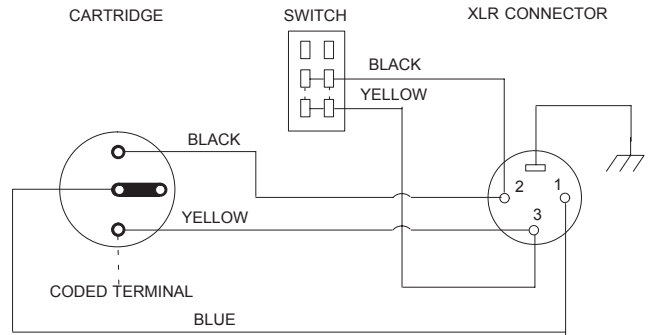 CARTRIDGE
SWITCH
XLR CONNECTOR
BLACK
YELLOW
BLACK
2
1
3
YELLOW
CODED TERMINAL
BLUE